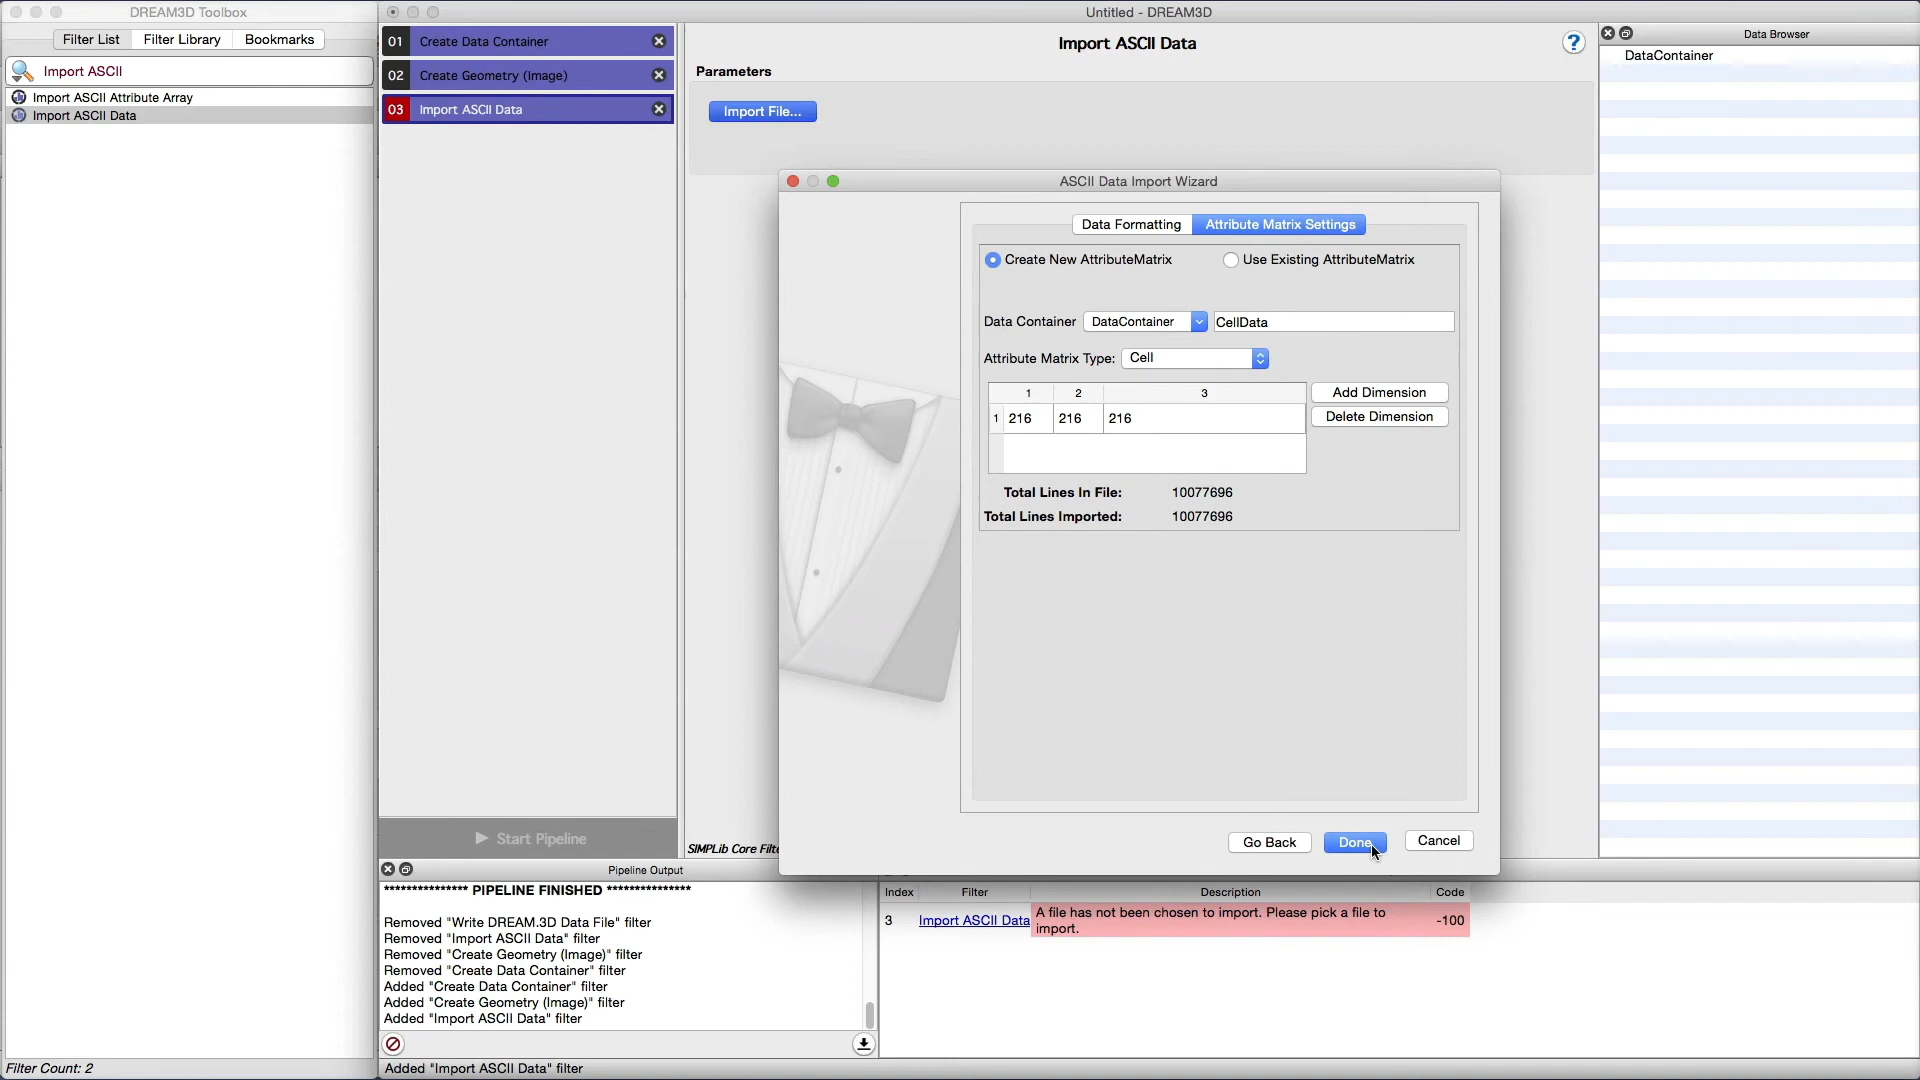 DREAM3D Toolbox
Filter List Filter Library Bookmarks
Import ASCII
Import ASCII Attribute Array
Import ASCII Data
Filter Count: 2
Untitled - DREAM3D
01 Create Data Container
02 Create Geometry (Image)
03 Import ASCII Data
Start Pipeline
Import ASCII Data
?
Parameters
Import File...
ASCII Data Import Wizard
Data Formatting Attribute Matrix Settings
Create New AttributeMatrix Use Existing AttributeMatrix
Data Container DataContainer CellData
Attribute Matrix Type: Cell
1 2 3
1 216 216 216
Add Dimension
Delete Dimension
Total Lines In File: 10077696
Total Lines Imported: 10077696
Go Back Done Cancel
Data Browser
DataContainer
Pipeline Output
*************** PIPELINE FINISHED ***************
Removed "Write DREAM.3D Data File" filter
Removed "Import ASCII Data" filter
Removed "Create Geometry (Image)" filter
Removed "Create Data Container" filter
Added "Create Data Container" filter
Added "Create Geometry (Image)" filter
Added "Import ASCII Data" filter
Added "Import ASCII Data" filter
SIMPLib Core
Index Filter Description Code
3 Import ASCII Data A file has not been chosen to import. Please pick a file to -100
import.